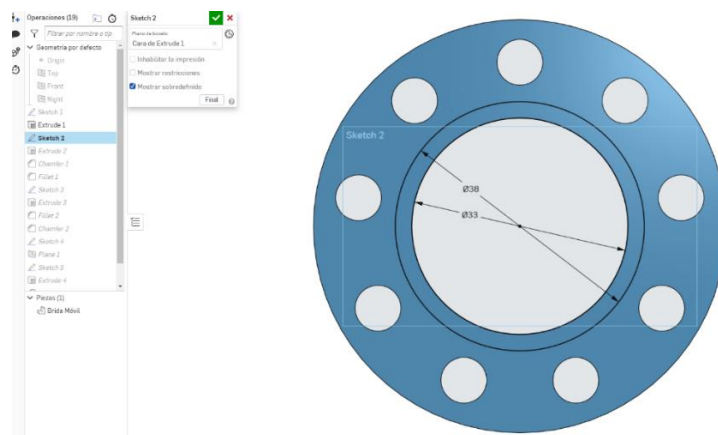 Operaciones (19)
Filtrar por nombre o tip
Geometría por defecto
Origin
Top
Front
Right
Sketch 1
Extrude 1
Sketch 2
Extrude 2
Chamfer 1
Fillet 1
Sketch 3
Extrude 3
Fillet 2
Chamfer 2
Sketch 4
Plane 1
Sketch 5
Extrude 4
Piezas (1)
Brida Móvil
Sketch 2
Plano de boceto
Cara de Extrude 1
Inhabilitar la impresión
Mostrar restricciones
Mostrar sobredefinido
Final
Sketch 2
Ø38
Ø33